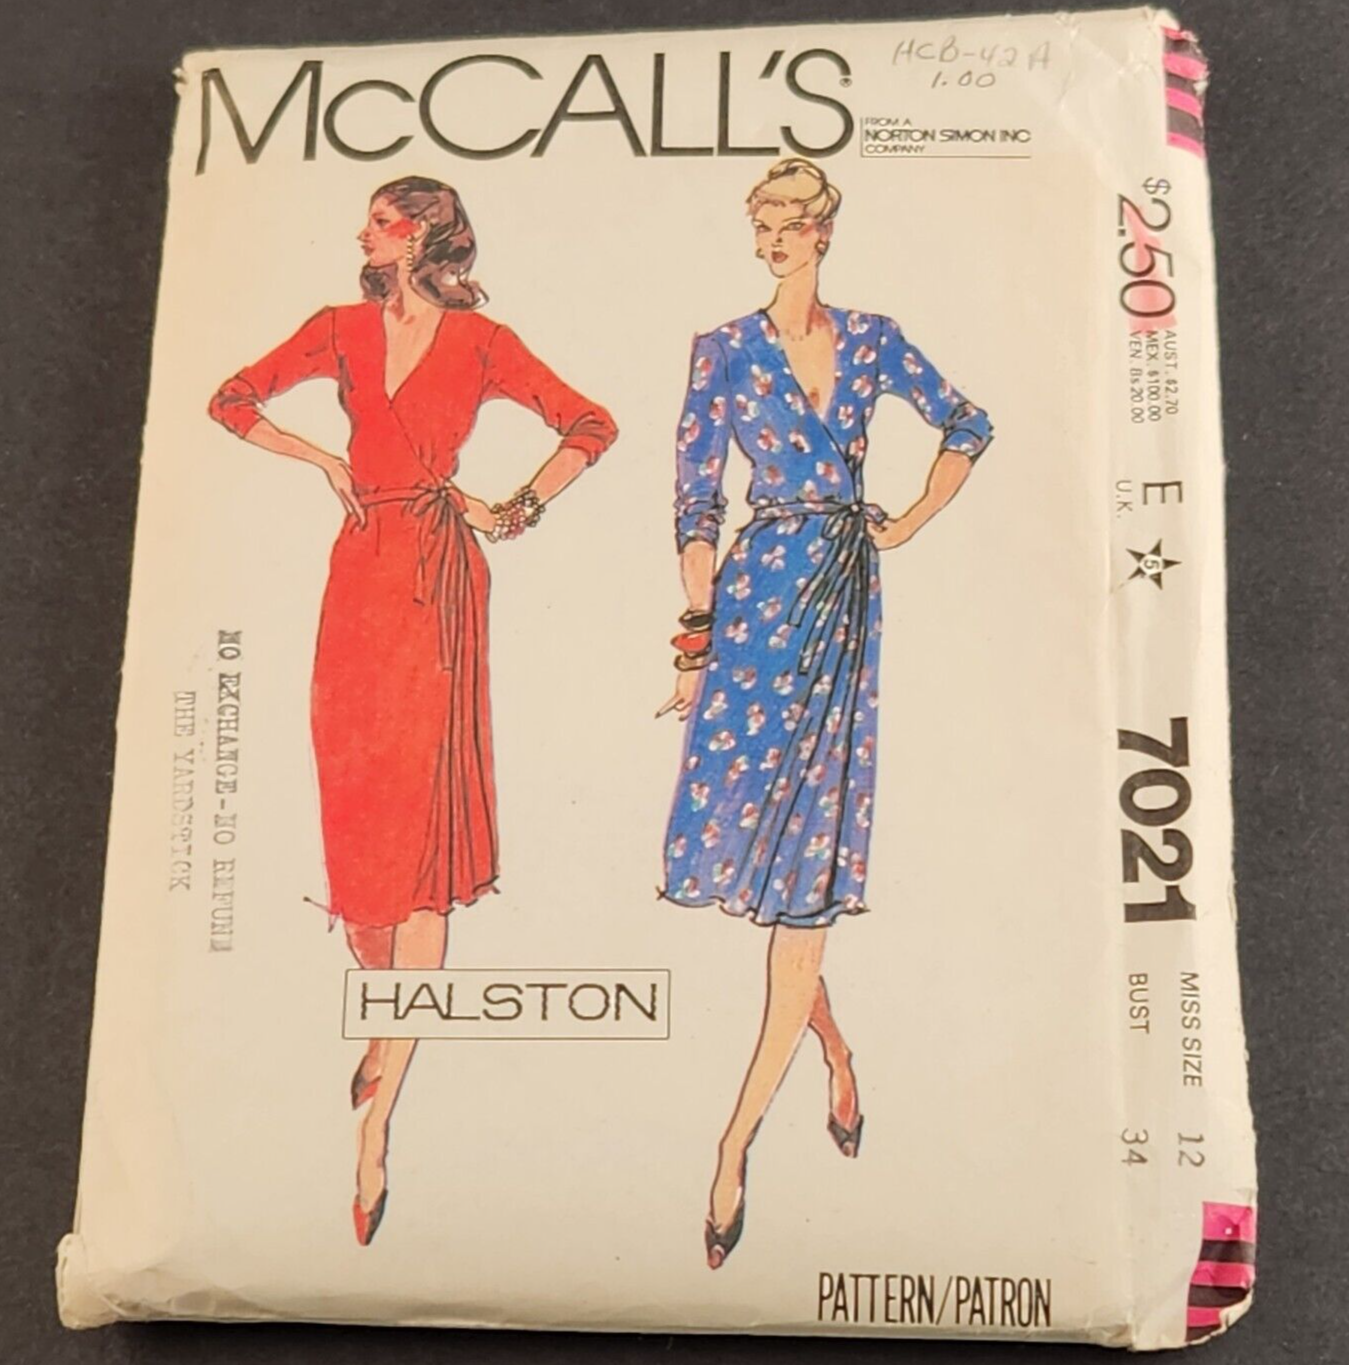 McCALL'S®
HCB-42A
1.00
FROM A
NORTON SIMON INC
COMPANY
$2.50
AUST. $2.70
MEX. $100.00
VEN. Bs 20.00
E
U.K.
5
7021
MISS SIZE 12
BUST 34
NO EXCHANGE-NO REFUND
THE YARDSTICK
HALSTON
PATTERN/PATRON